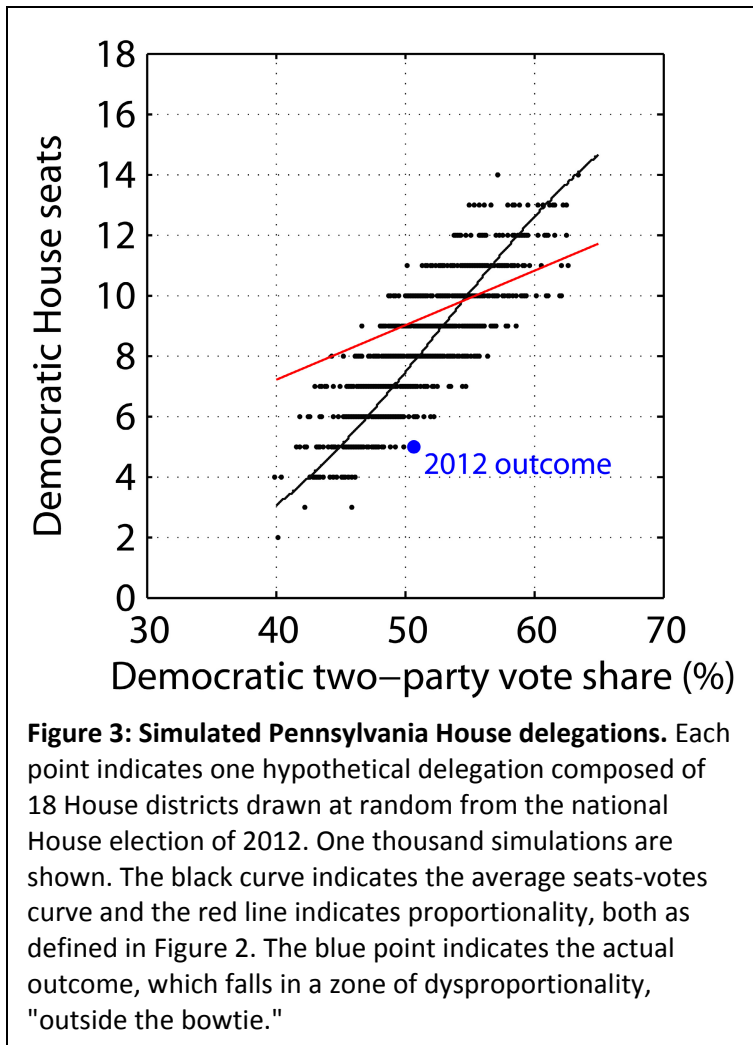 18
16
14
12
10
8
6
4
2
0
Democratic House seats
2012 outcome
30 40 50 60 70
Democratic two−party vote share (%)
Figure 3: Simulated Pennsylvania House delegations. Each
point indicates one hypothetical delegation composed of
18 House districts drawn at random from the national
House election of 2012. One thousand simulations are
shown. The black curve indicates the average seats-votes
curve and the red line indicates proportionality, both as
defined in Figure 2. The blue point indicates the actual
outcome, which falls in a zone of dysproportionality,
"outside the bowtie."